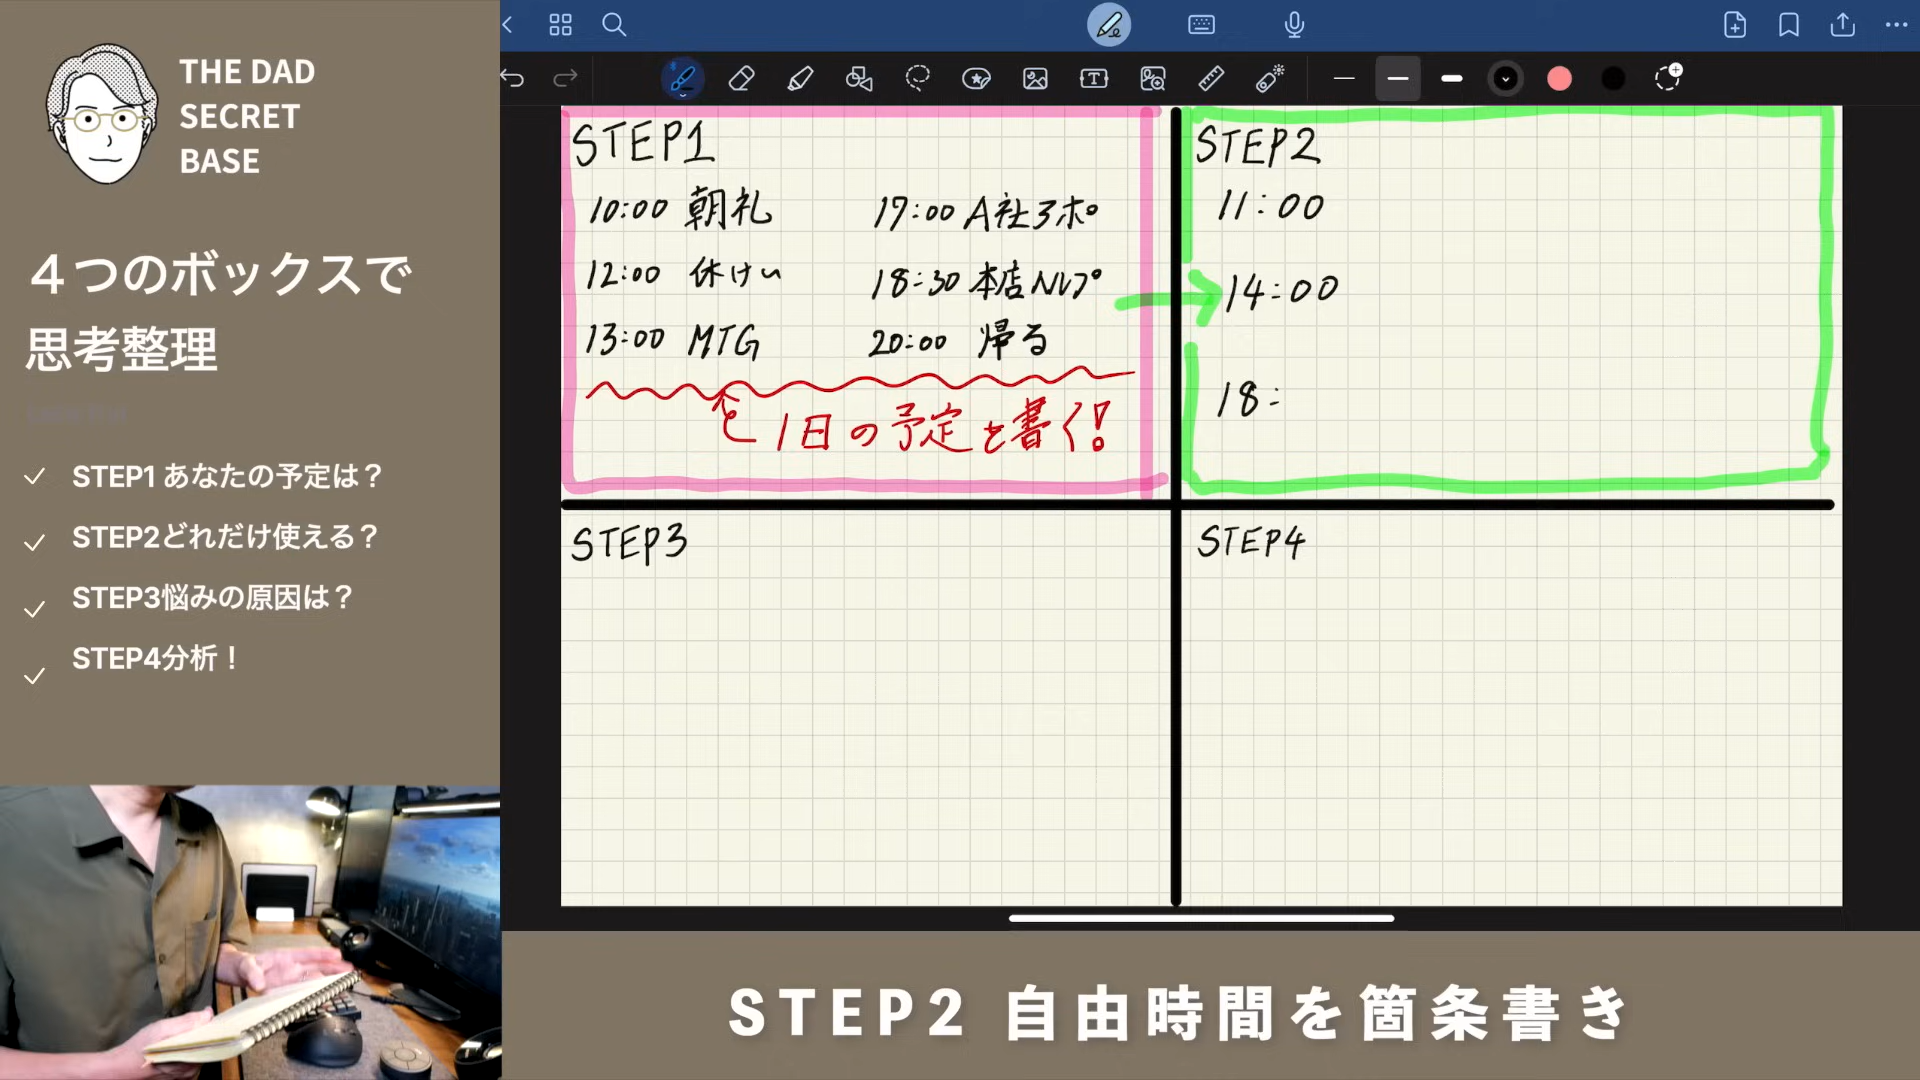 THE DAD
SECRET
BASE
４つのボックスで
思考整理
STEP1 あなたの予定は？
STEP2どれだけ使える？
STEP3悩みの原因は？
STEP4分析！
STEP1
10:00 朝礼
12:00 休けい
13:00 MTG
17:00 A社アポ
18:30 本店ヘルプ
20:00 帰る
1日の予定を書く!
STEP2
11:00
14:00
18:
STEP3
STEP4
STEP2 自由時間を箇条書き